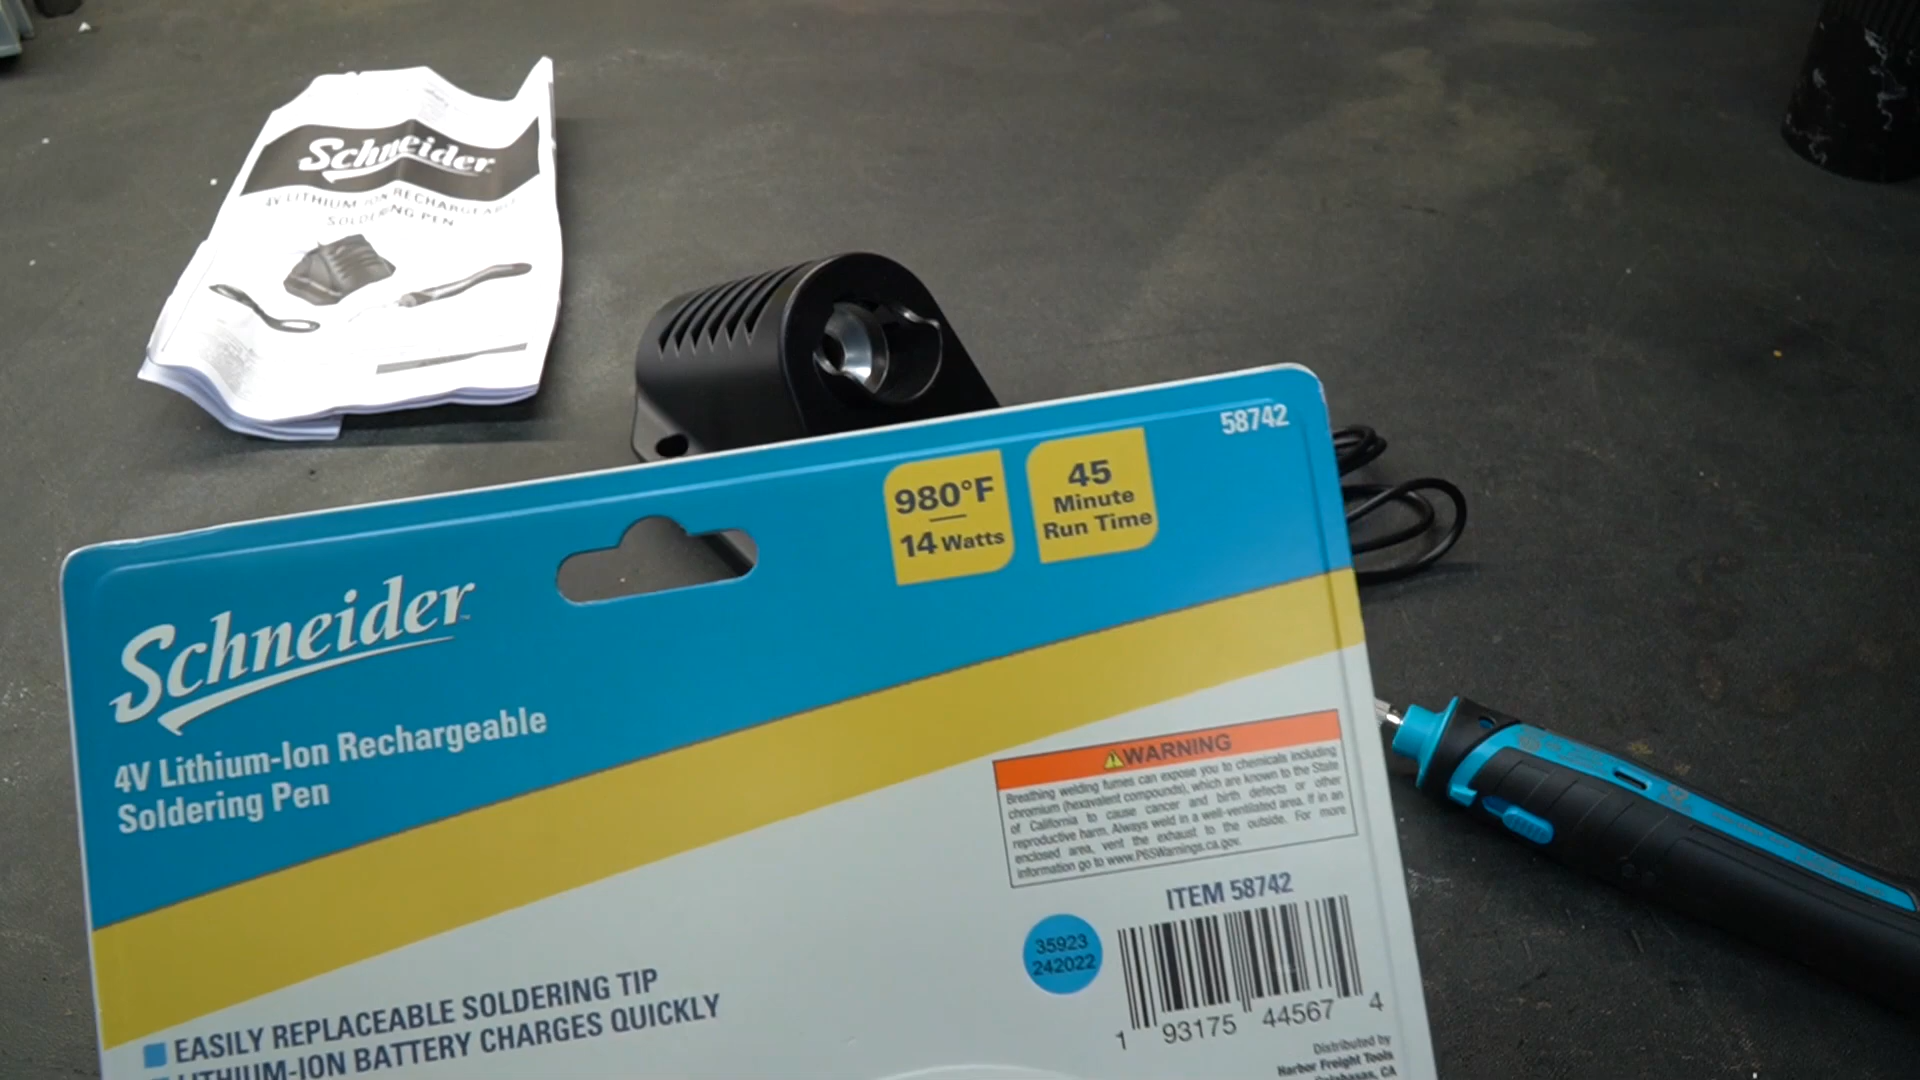 Schneider
4V LITHIUM-ION RECHARGEABLE
SOLDERING PEN
58742
980°F
14 Watts
45
Minute
Run Time
Schneider™
4V Lithium-Ion Rechargeable
Soldering Pen
⚠WARNING
Breathing welding fumes can expose you to chemicals including
chromium (hexavalent compounds), which are known to the State
of California to cause cancer and birth defects or other
reproductive harm. Always weld in a well-ventilated area. If in an
enclosed area, vent the exhaust to the outside. For more
information go to www.P65Warnings.ca.gov.
ITEM 58742
35923
242022
1 93175 44567 4
EASILY REPLACEABLE SOLDERING TIP
LITHIUM-ION BATTERY CHARGES QUICKLY
Distributed by
Harbor Freight Tools
Calabasas, CA